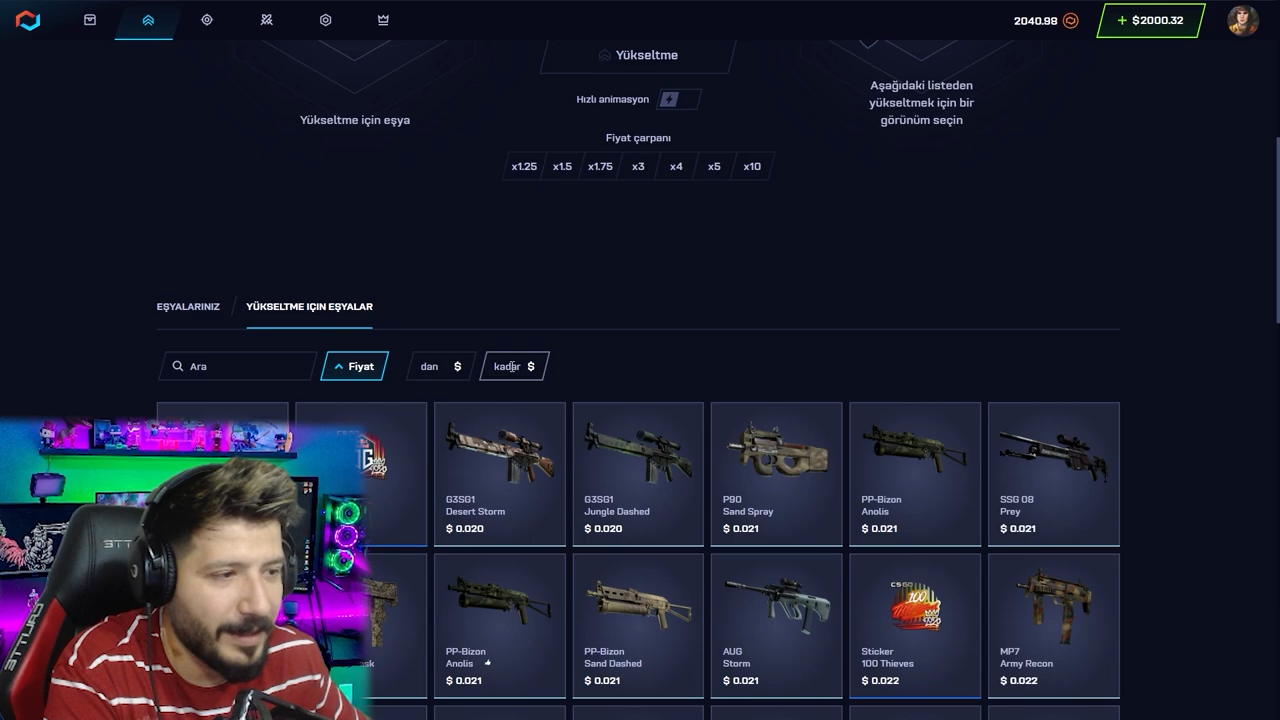 2040.98
+ $2000.32
Yükseltme
Yükseltme için eşya
Hızlı animasyon
Aşağıdaki listeden
yükseltmek için bir
görünüm seçin
Fiyat çarpanı
x1.25 x1.5 x1.75 x3 x4 x5 x10
EŞYALARINIZ
YÜKSELTME IÇIN EŞYALAR
Ara
Fiyat
dan $
kadar $
G3SG1
Desert Storm
$ 0.020
G3SG1
Jungle Dashed
$ 0.020
P90
Sand Spray
$ 0.021
PP-Bizon
Anolis
$ 0.021
SSG 08
Prey
$ 0.021
PP-Bizon
Anolis
$ 0.021
PP-Bizon
Sand Dashed
$ 0.021
AUG
Storm
$ 0.021
CSGO
100
Sticker
100 Thieves
$ 0.022
MP7
Army Recon
$ 0.022